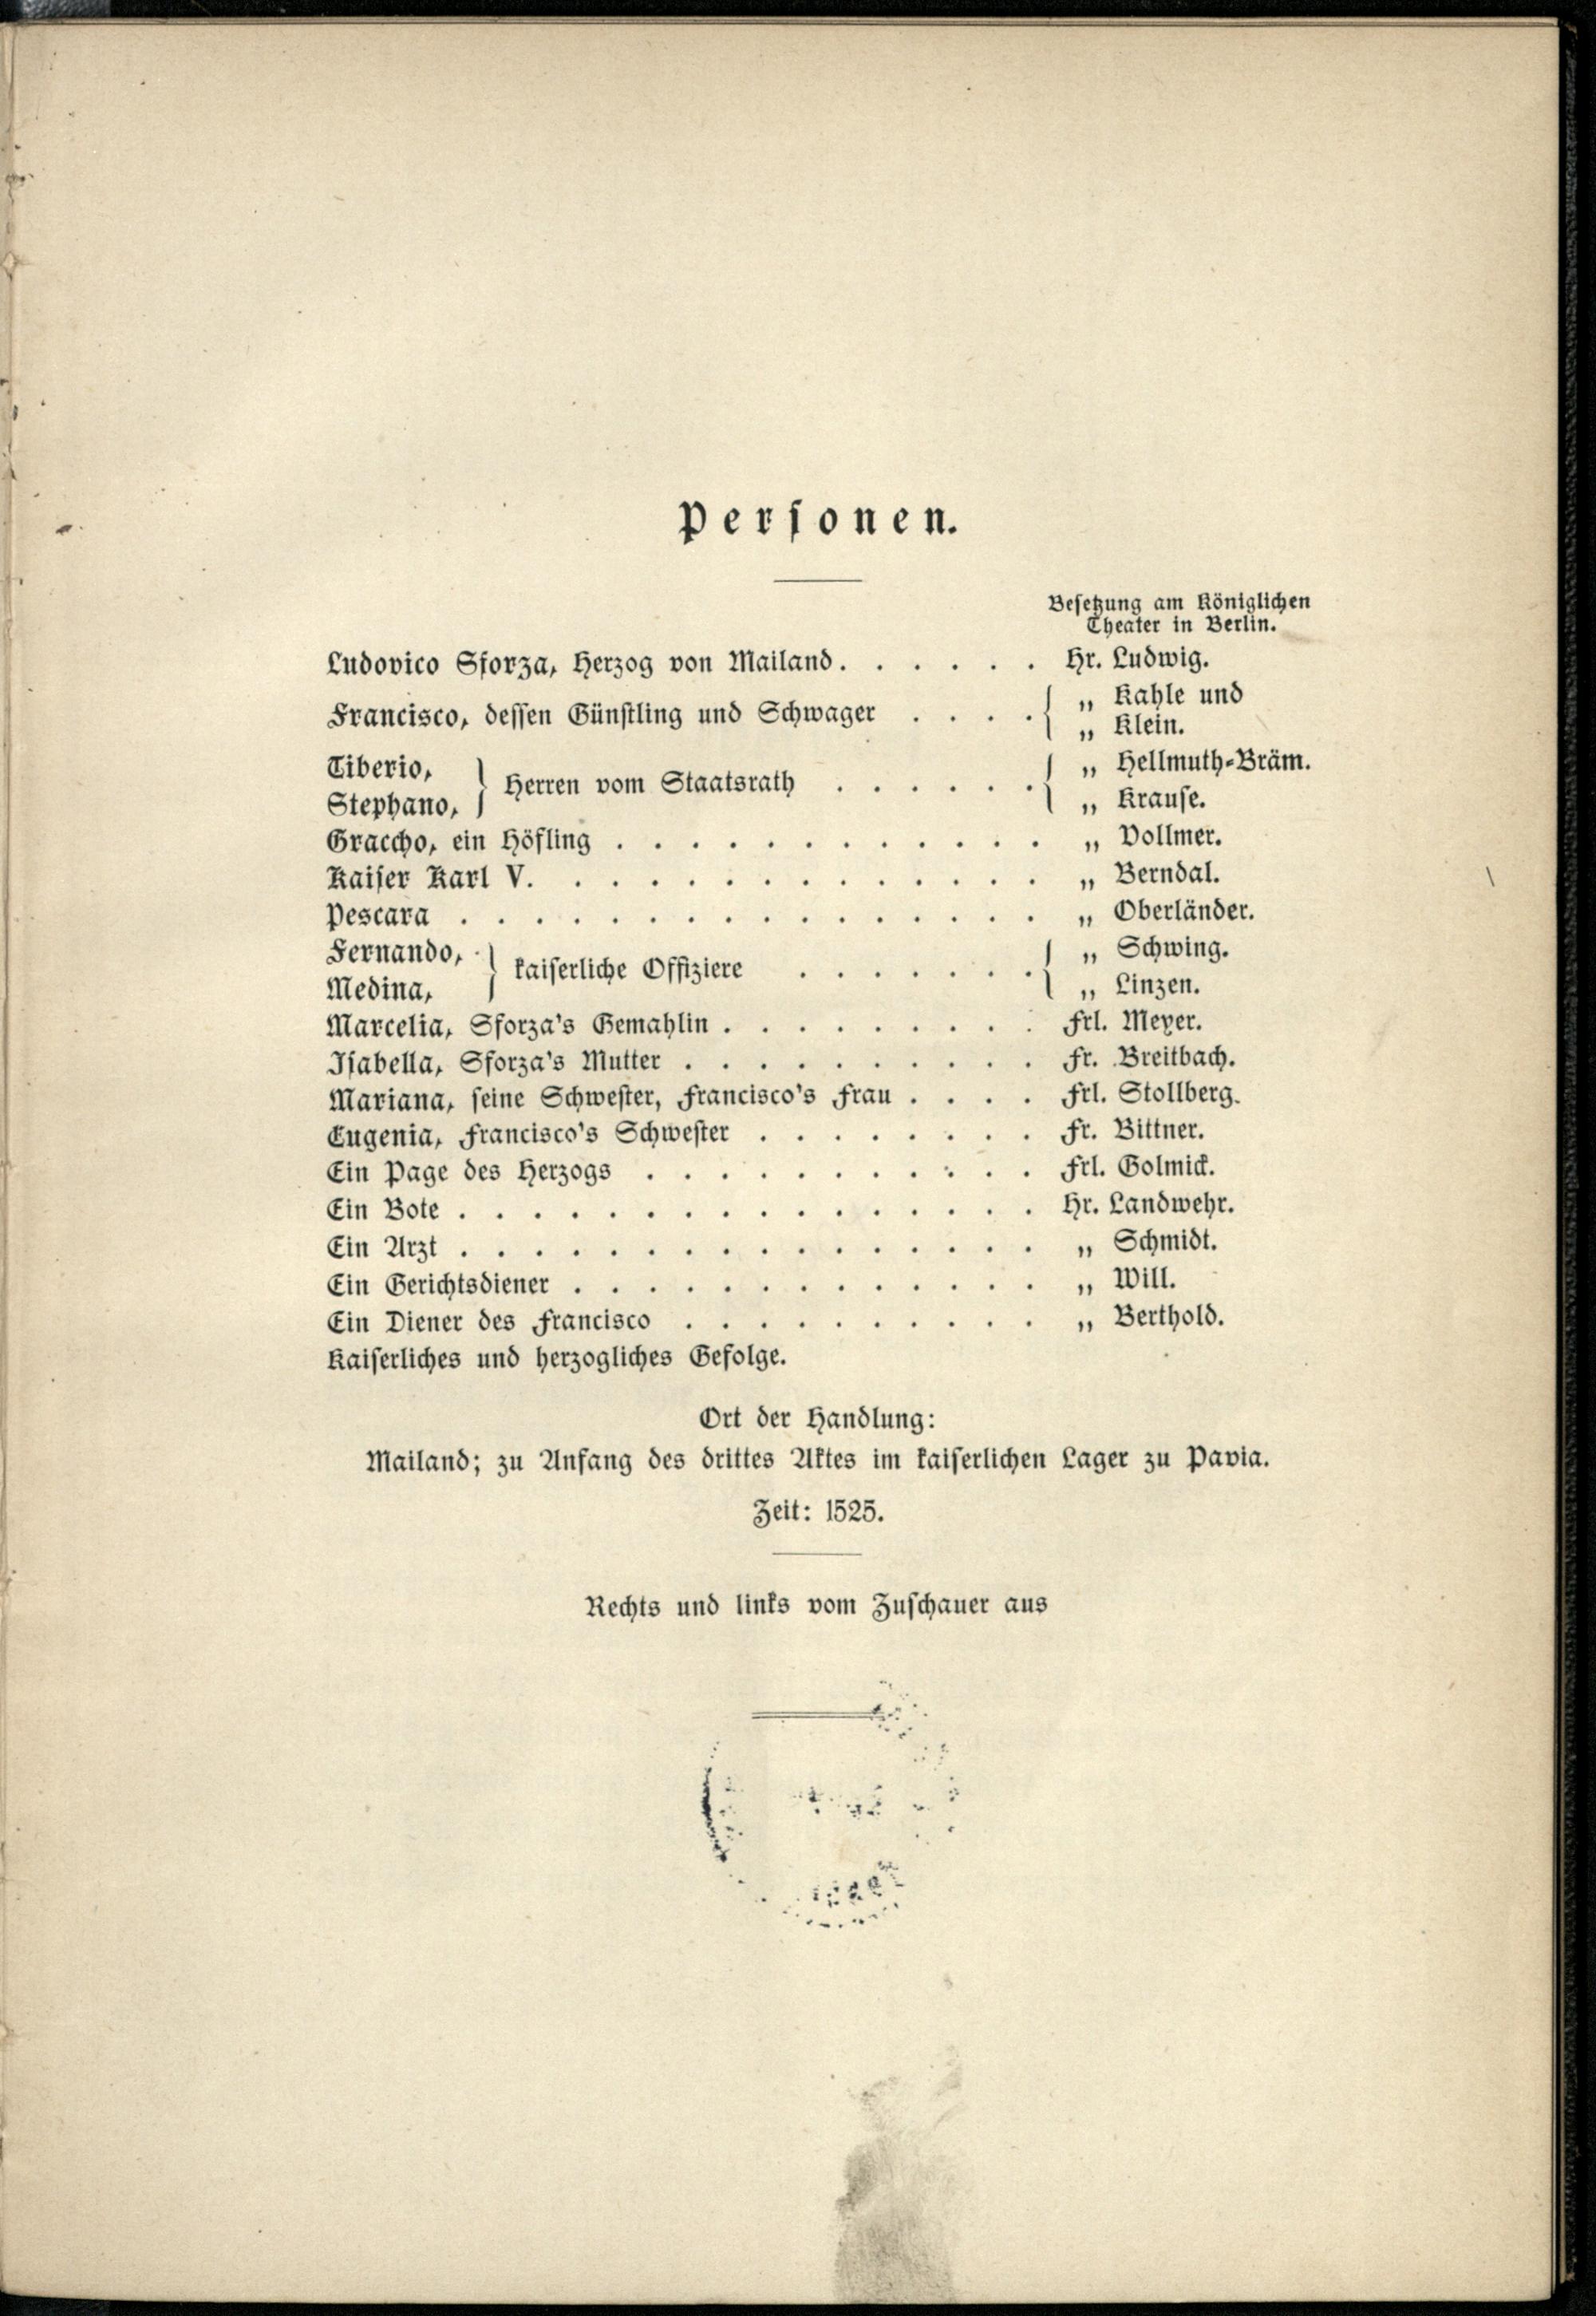 Personen.
Besetzung am Königlichen
Theater in Berlin.
Ludovico Sforza, Herzog von Mailand. . . . . . . Hr. Ludwig.
Francisco, dessen Günstling und Schwager . . . . { „ Kahle und
„ Klein.
Tiberio, } Herren vom Staatsrath . . . . . . { „ Hellmuth-Bräm.
Stephano, „ Krause.
Graccho, ein Höfling . . . . . . . . . . . . „ Vollmer.
Kaiser Karl V. . . . . . . . . . . . . . . „ Berndal.
Pescara . . . . . . . . . . . . . . . . „ Oberländer.
Fernando, } kaiserliche Offiziere . . . . . . . { „ Schwing.
Medina, „ Linzen.
Marcelia, Sforza's Gemahlin . . . . . . . . . Frl. Meyer.
Isabella, Sforza's Mutter . . . . . . . . . . Fr. Breitbach.
Mariana, seine Schwester, Francisco's Frau . . . . Frl. Stollberg.
Eugenia, Francisco's Schwester . . . . . . . . Fr. Bittner.
Ein Page des Herzogs . . . . . . . . . . . Frl. Golmick.
Ein Bote . . . . . . . . . . . . . . . . Hr. Landwehr.
Ein Arzt . . . . . . . . . . . . . . . . „ Schmidt.
Ein Gerichtsdiener . . . . . . . . . . . . . „ Will.
Ein Diener des Francisco . . . . . . . . . . „ Berthold.
Kaiserliches und herzogliches Gefolge.
Ort der Handlung:
Mailand; zu Anfang des drittes Aktes im kaiserlichen Lager zu Pavia.
Zeit: 1525.
Rechts und links vom Zuschauer aus